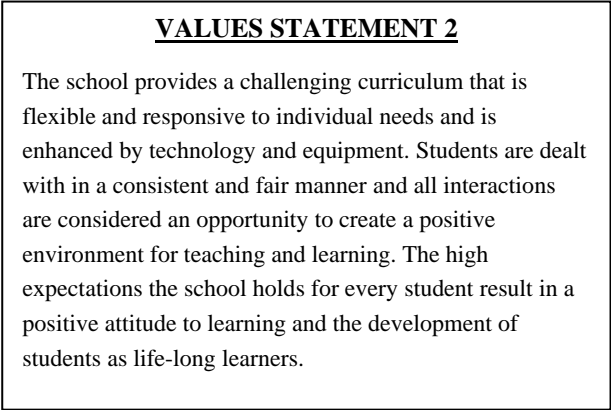 VALUES STATEMENT 2
The school provides a challenging curriculum that is
flexible and responsive to individual needs and is
enhanced by technology and equipment. Students are dealt
with in a consistent and fair manner and all interactions
are considered an opportunity to create a positive
environment for teaching and learning. The high
expectations the school holds for every student result in a
positive attitude to learning and the development of
students as life-long learners.